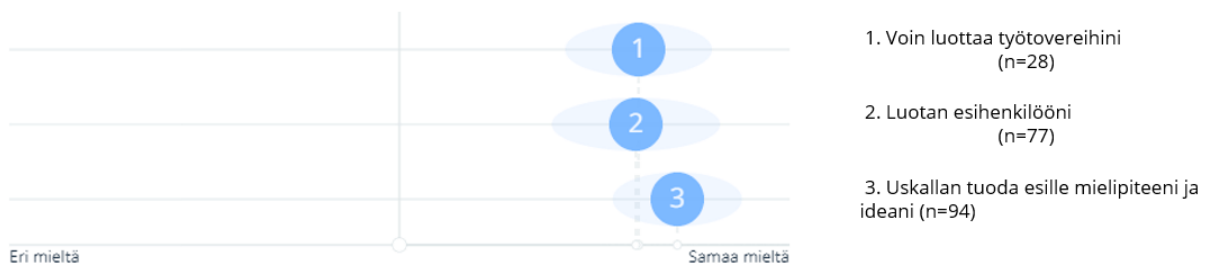 1
2
3
Eri mieltä
Samaa mieltä
1. Voin luottaa työtovereihini
(n=28)
2. Luotan esihenkilööni
(n=77)
3. Uskallan tuoda esille mielipiteeni ja
ideani (n=94)